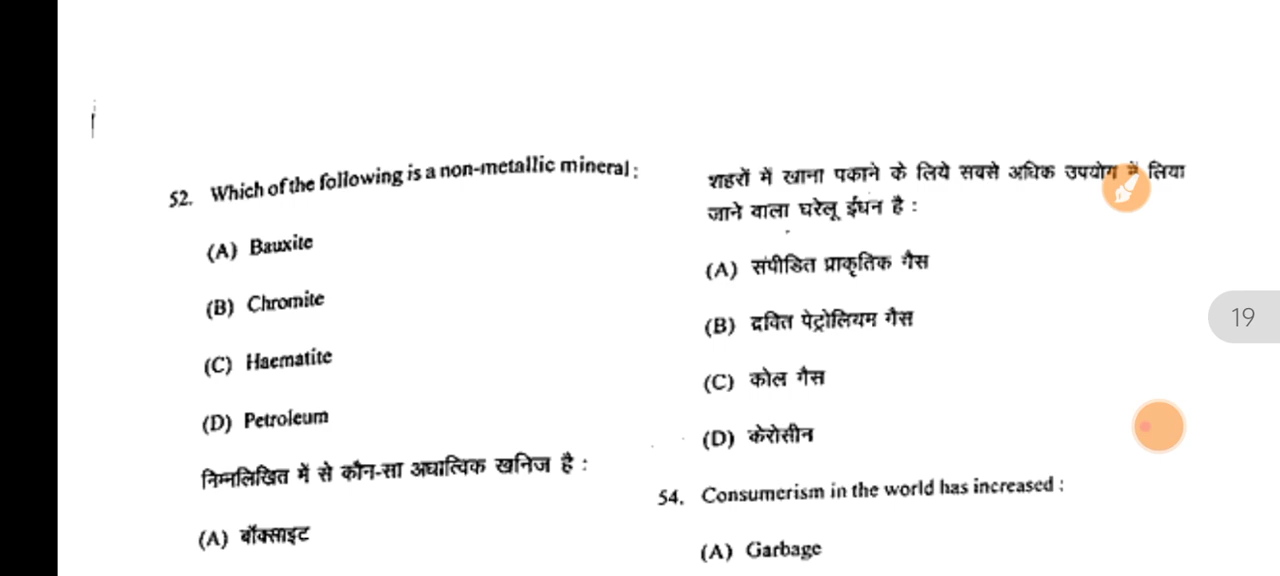 52. Which of the following is a non-metallic mineral :
(A) Bauxite
(B) Chromite
(C) Haematite
(D) Petroleum
निम्नलिखित में से कौन-सा अधात्विक खनिज है :
(A) बॉक्साइट
शहरों में खाना पकाने के लिये सबसे अधिक उपयोग में लिया
जाने वाला घरेलू ईंधन है :
(A) संपीडित प्राकृतिक गैस
(B) द्रवित पेट्रोलियम गैस
(C) कोल गैस
(D) केरोसीन
54. Consumerism in the world has increased :
(A) Garbage
19